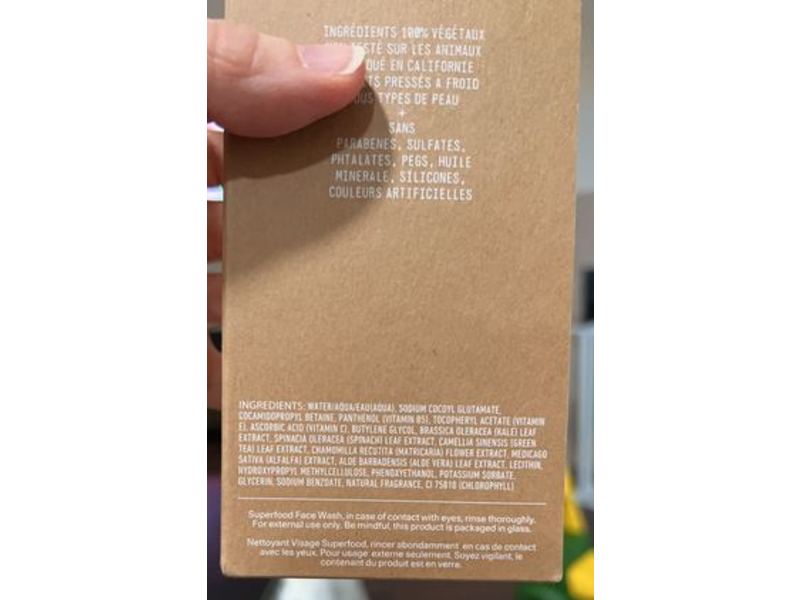 INGRÉDIENTS 100% VÉGÉTAUX
TESTÉ SUR LES ANIMAUX
EN CALIFORNIE
PRESSÉS A FROID
TYPES DE PEAU
+
SANS
PARABENES, SULFATES,
PHTALATES, PEGS, HUILE
MINERALE, SILICONES,
COULEURS ARTIFICIELLES
INGREDIENTS: WATER/AQUA/EAU(AQUA), SODIUM COCOYL GLUTAMATE,
COCAMIDOPROPYL BETAINE, PANTHENOL (VITAMIN B5), TOCOPHERYL ACETATE (VITAMIN
E), ASCORBIC ACID (VITAMIN C), BUTYLENE GLYCOL, BRASSICA OLERACEA (KALE) LEAF
EXTRACT, SPINACIA OLERACEA (SPINACH) LEAF EXTRACT, CAMELLIA SINENSIS (GREEN
TEA) LEAF EXTRACT, CHAMOMILLA RECUTITA (MATRICARIA) FLOWER EXTRACT, MEDICAGO
SATIVA (ALFALFA) EXTRACT, ALOE BARBADENSIS (ALOE VERA) LEAF EXTRACT, LECITHIN,
HYDROXYPROPYL METHYLCELLULOSE, PHENOXYETHANOL, POTASSIUM SORBATE,
GLYCERIN, SODIUM BENZOATE, NATURAL FRAGRANCE, CI 75810 (CHLOROPHYLL)
Superfood Face Wash, in case of contact with eyes, rinse thoroughly.
For external use only. Be mindful, this product is packaged in glass.
Nettoyant Visage Superfood, rincer abondamment en cas de contact
avec les yeux. Pour usage externe seulement. Soyez vigilant, le
contenant du produit est en verre.